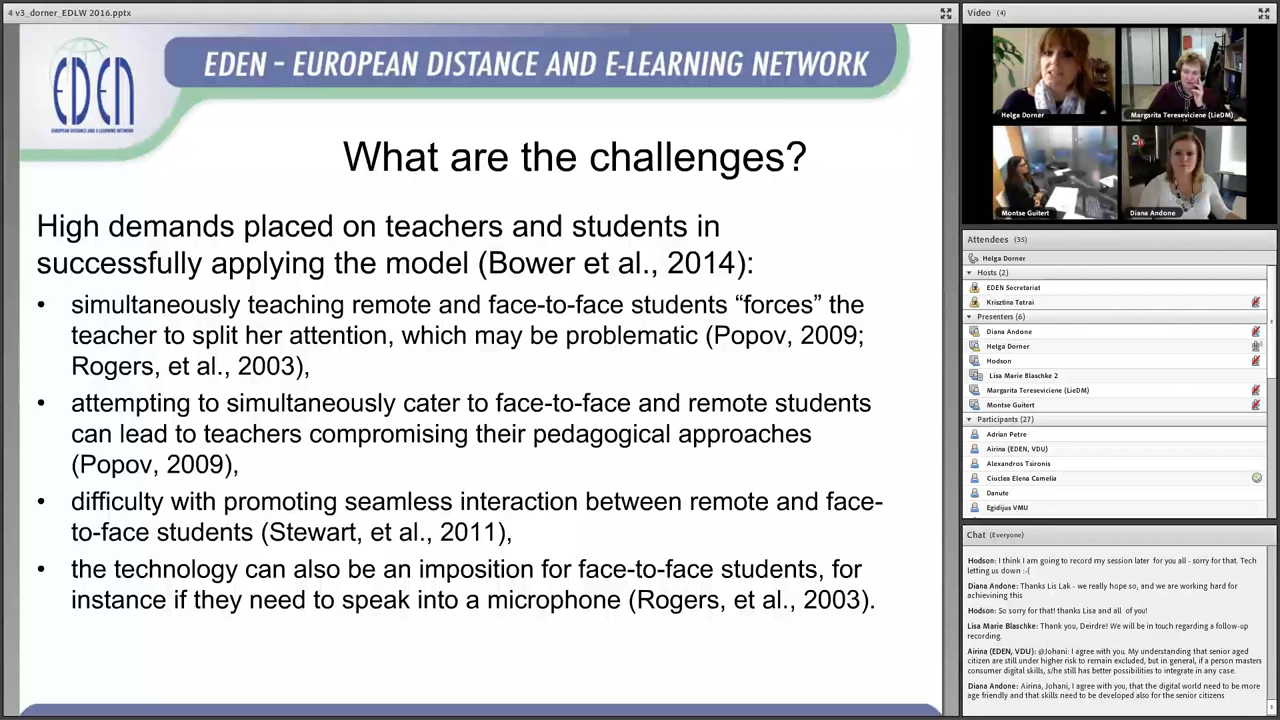 4 v3_dorner_EDLW 2016.pptx
EDEN
EUROPEAN DISTANCE AND E-LEARNING NETWORK
EDEN – EUROPEAN DISTANCE AND E-LEARNING NETWORK
What are the challenges?
High demands placed on teachers and students in
successfully applying the model (Bower et al., 2014):
• simultaneously teaching remote and face-to-face students “forces” the
teacher to split her attention, which may be problematic (Popov, 2009;
Rogers, et al., 2003),
• attempting to simultaneously cater to face-to-face and remote students
can lead to teachers compromising their pedagogical approaches
(Popov, 2009),
• difficulty with promoting seamless interaction between remote and face-
to-face students (Stewart, et al., 2011),
• the technology can also be an imposition for face-to-face students, for
instance if they need to speak into a microphone (Rogers, et al., 2003).
Video (4)
Helga Dorner
Margarita Tereseviciene (LieDM)
Montse Guitert
Diana Andone
Attendees (35)
Helga Dorner
Hosts (2)
EDEN Secretariat
Krisztina Tatrai
Presenters (6)
Diana Andone
Helga Dorner
Hodson
Lisa Marie Blaschke 2
Margarita Tereseviciene (LieDM)
Montse Guitert
Participants (27)
Adrian Petre
Airina (EDEN, VDU)
Alexandros Tsironis
Ciuclea Elena Camelia
Danute
Egidijus VMU
Chat (Everyone)
Hodson: I think I am going to record my session later for you all - sorry for that. Tech
letting us down :-(
Diana Andone: Thanks Lis Lak - we really hope so, and we are working hard for
achievining this
Hodson: So sorry for that! thanks Lisa and all of you!
Lisa Marie Blaschke: Thank you, Deirdre! We will be in touch regarding a follow-up
recording.
Airina (EDEN, VDU): @Johani: I agree with you. My understanding that senior aged
citizen are still under higher risk to remain excluded, but in general, if a person masters
consumer digital skills, s/he still has better possibilities to integrate in any case.
Diana Andone: Airina, Johani, I agree with you, that the digital world need to be more
age friendly and that skills need to be developed also for the senior citizens